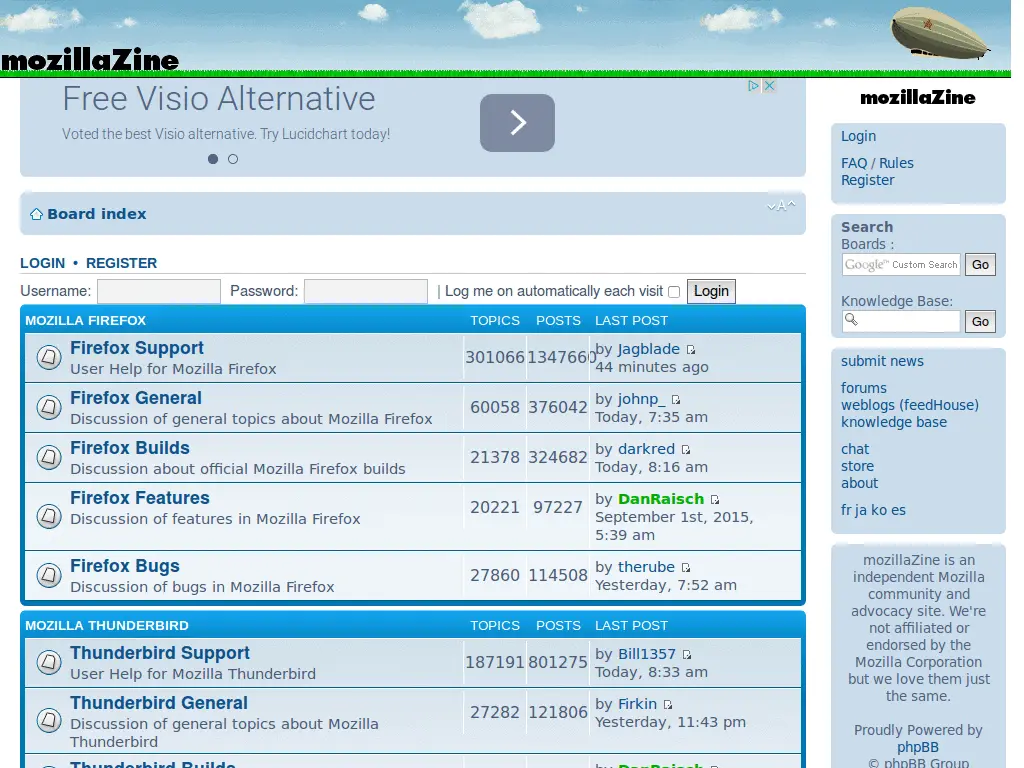 mozillaZine
Free Visio Alternative
Voted the best Visio alternative. Try Lucidchart today!
Board index
A
LOGIN • REGISTER
Username: Password: | Log me on automatically each visit Login
MOZILLA FIREFOX TOPICS POSTS LAST POST
Firefox Support
User Help for Mozilla Firefox
301066 1347660
by Jagblade
44 minutes ago
Firefox General
Discussion of general topics about Mozilla Firefox
60058 376042
by johnp_
Today, 7:35 am
Firefox Builds
Discussion about official Mozilla Firefox builds
21378 324682
by darkred
Today, 8:16 am
Firefox Features
Discussion of features in Mozilla Firefox
20221 97227
by DanRaisch
September 1st, 2015,
5:39 am
Firefox Bugs
Discussion of bugs in Mozilla Firefox
27860 114508
by therube
Yesterday, 7:52 am
MOZILLA THUNDERBIRD TOPICS POSTS LAST POST
Thunderbird Support
User Help for Mozilla Thunderbird
187191 801275
by Bill1357
Today, 8:33 am
Thunderbird General
Discussion of general topics about Mozilla
Thunderbird
27282 121806
by Firkin
Yesterday, 11:43 pm
Thunderbird Builds
by DanRaisch
mozillaZine
Login
FAQ / Rules
Register
Search
Boards :
Google™ Custom Search Go
Knowledge Base:
Go
submit news
forums
weblogs (feedHouse)
knowledge base
chat
store
about
fr ja ko es
mozillaZine is an
independent Mozilla
community and
advocacy site. We're
not affiliated or
endorsed by the
Mozilla Corporation
but we love them just
the same.
Proudly Powered by
phpBB
© phpBB Group